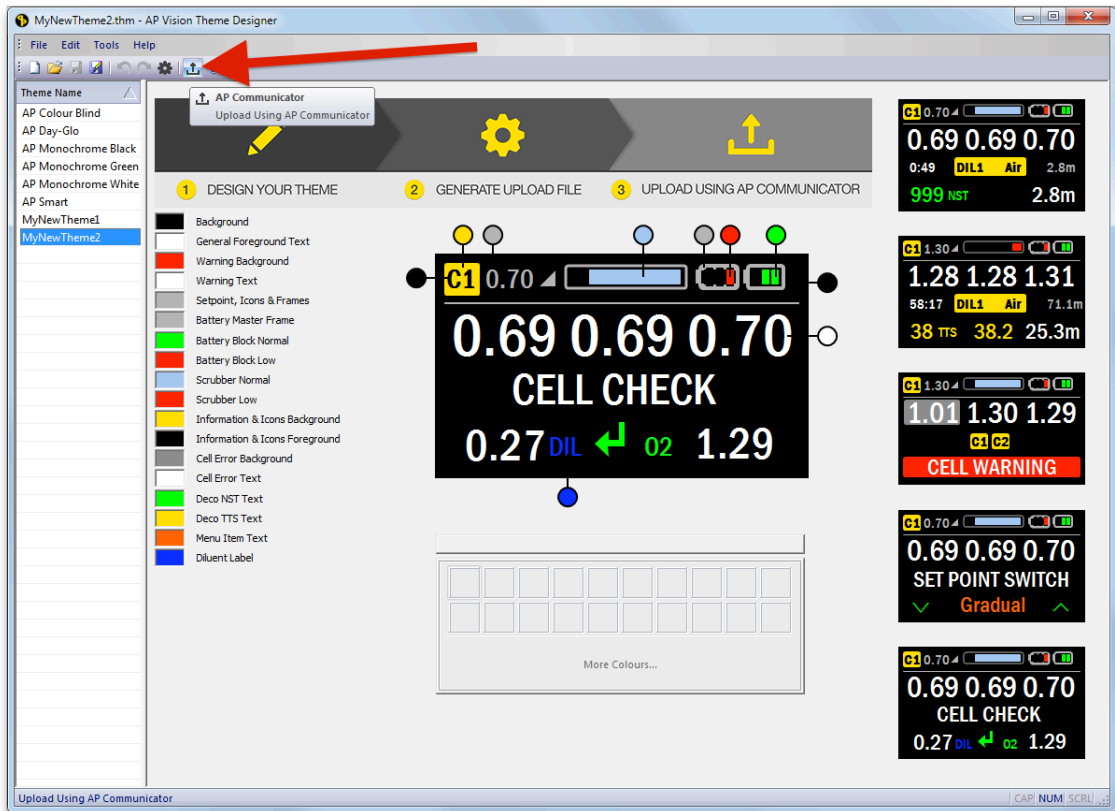 MyNewTheme2.thm - AP Vision Theme Designer
File Edit Tools Help
Theme Name
AP Colour Blind
AP Day-Glo
AP Monochrome Black
AP Monochrome Green
AP Monochrome White
AP Smart
MyNewTheme1
MyNewTheme2
AP Communicator
Upload Using AP Communicator
1 DESIGN YOUR THEME
2 GENERATE UPLOAD FILE
3 UPLOAD USING AP COMMUNICATOR
Background
General Foreground Text
Warning Background
Warning Text
Setpoint, Icons & Frames
Battery Master Frame
Battery Block Normal
Battery Block Low
Scrubber Normal
Scrubber Low
Information & Icons Background
Information & Icons Foreground
Cell Error Background
Cell Error Text
Deco NST Text
Deco TTS Text
Menu Item Text
Diluent Label
C1 0.70
0.69 0.69 0.70
CELL CHECK
0.27 DIL O2 1.29
More Colours...
C1 0.70
0.69 0.69 0.70
0:49 DIL1 Air 2.8m
999 NST 2.8m
C1 1.30
1.28 1.28 1.31
58:17 DIL1 Air 71.1m
38 TTS 38.2 25.3m
C1 1.30
1.01 1.30 1.29
C1 C2
CELL WARNING
C1 0.70
0.69 0.69 0.70
SET POINT SWITCH
Gradual
C1 0.70
0.69 0.69 0.70
CELL CHECK
0.27 DIL O2 1.29
Upload Using AP Communicator
CAP NUM SCRL